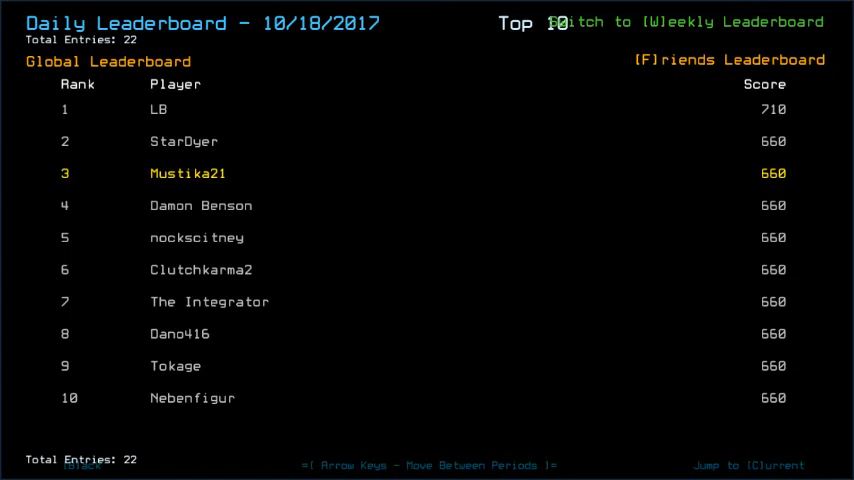 Daily Leaderboard - 10/18/2017 Top 10 Switch to [W]eekly Leaderboard
Total Entries: 22
Global Leaderboard [F]riends Leaderboard
Rank Player Score
1 LB 710
2 StarDyer 660
3 Mustika21 660
4 Damon Benson 660
5 nockscitney 660
6 Clutchkarma2 660
7 The Integrator 660
8 Dano416 660
9 Tokage 660
10 Nebenfigur 660
Total Entries: 22
[B]ack =[ Arrow Keys - Move Between Periods ]= Jump to [C]urrent